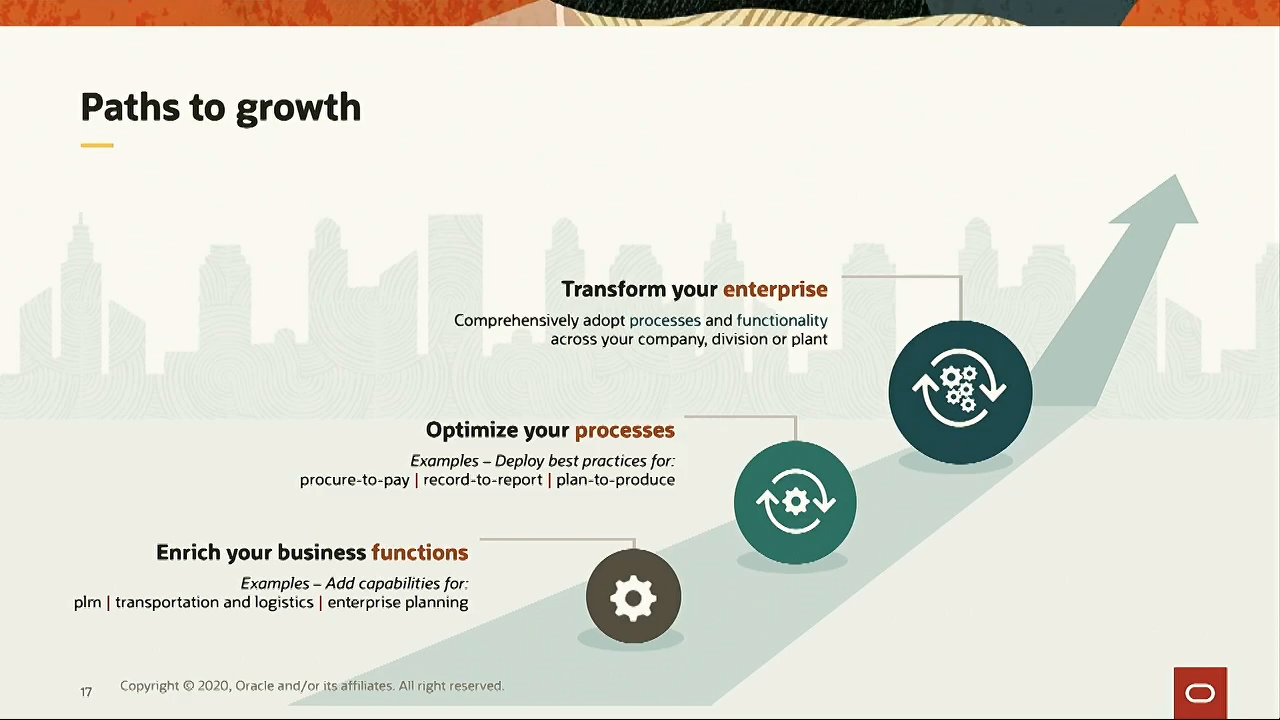 Paths to growth
Transform your enterprise
Comprehensively adopt processes and functionality
across your company, division or plant
Optimize your processes
Examples – Deploy best practices for:
procure-to-pay | record-to-report | plan-to-produce
Enrich your business functions
Examples – Add capabilities for:
plm | transportation and logistics | enterprise planning
17
Copyright © 2020, Oracle and/or its affiliates. All right reserved.